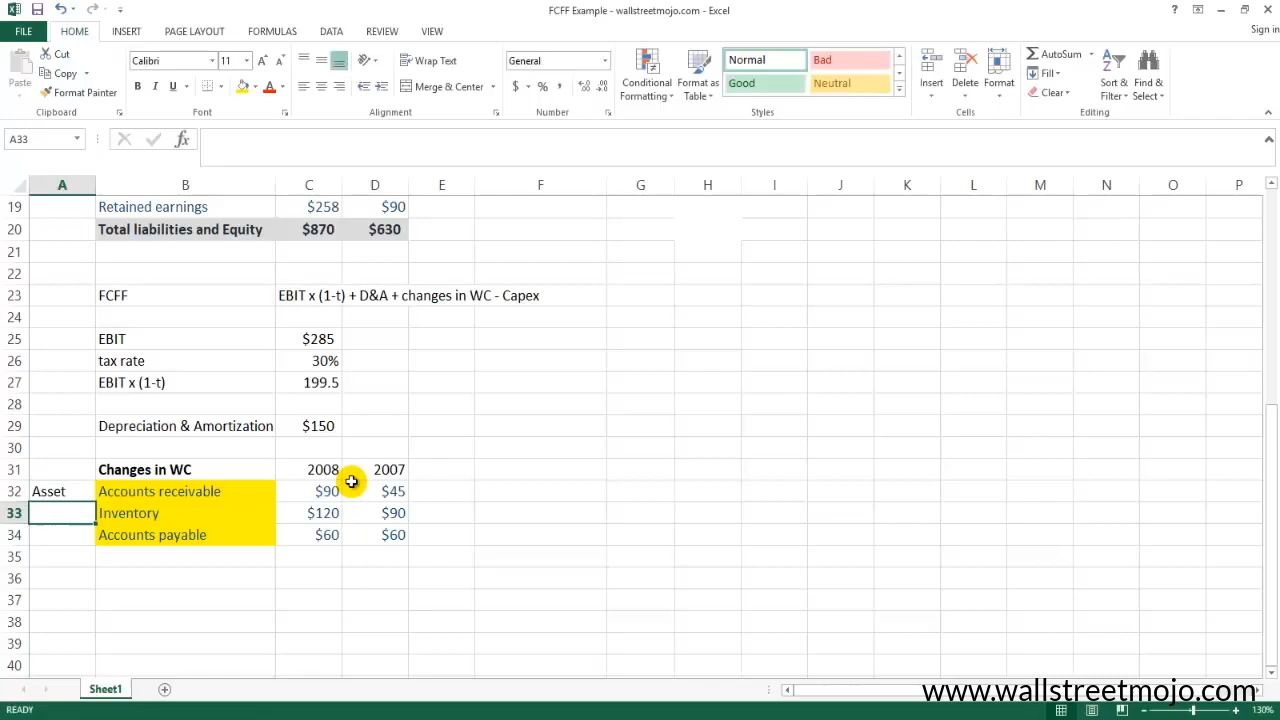 FCFF Example - wallstreetmojo.com - Excel
Sign in
FILE HOME INSERT PAGE LAYOUT FORMULAS DATA REVIEW VIEW
Paste
Cut
Copy
Format Painter
Clipboard
Calibri 11
B I U
Font
Wrap Text
Merge & Center
Alignment
General
$ % ,
Number
Conditional Formatting
Format as Table
Normal Bad
Good Neutral
Styles
Insert Delete Format
Cells
AutoSum
Fill
Clear
Sort & Filter
Find & Select
Editing
A33 fx
A B C D E F G H I J K L M N O P
19 Retained earnings $258 $90
20 Total liabilities and Equity $870 $630
21
22
23 FCFF EBIT x (1-t) + D&A + changes in WC - Capex
24
25 EBIT $285
26 tax rate 30%
27 EBIT x (1-t) 199.5
28
29 Depreciation & Amortization $150
30
31 Changes in WC 2008 2007
32 Asset Accounts receivable $90 $45
33 Inventory $120 $90
34 Accounts payable $60 $60
35
36
37
38
39
40
Sheet1
www.wallstreetmojo.com
READY 130%